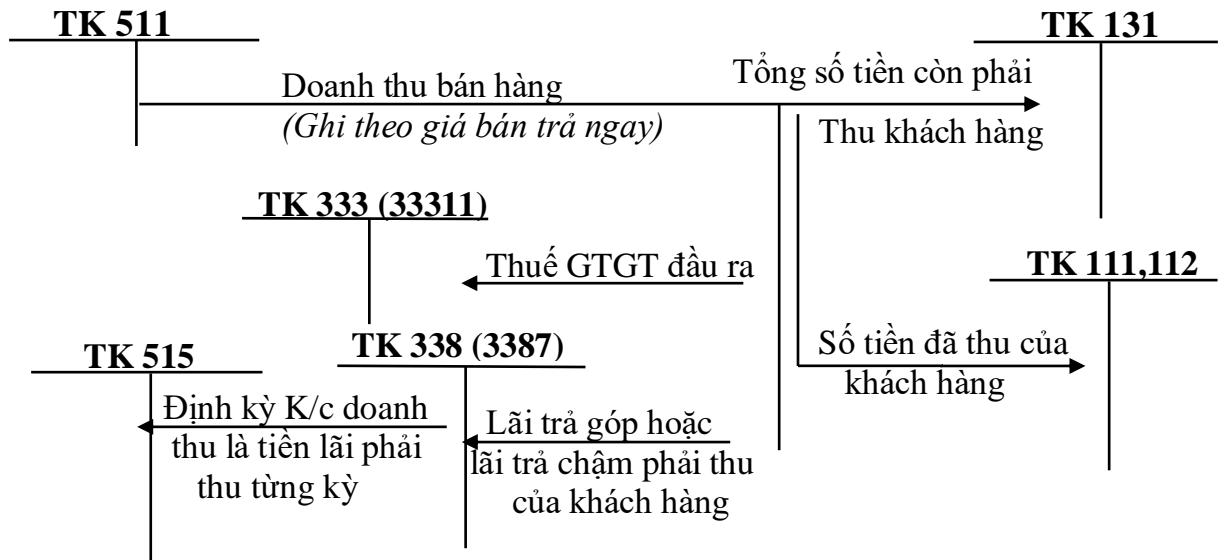 TK 511
TK 131
Doanh thu bán hàng
(Ghi theo giá bán trả ngay)
Tổng số tiền còn phải
Thu khách hàng
TK 333 (33311)
Thuế GTGT đầu ra
TK 111,112
TK 515
TK 338 (3387)
Số tiền đã thu của
khách hàng
Định kỳ K/c doanh
thu là tiền lãi phải
thu từng kỳ
Lãi trả góp hoặc
lãi trả chậm phải thu
của khách hàng